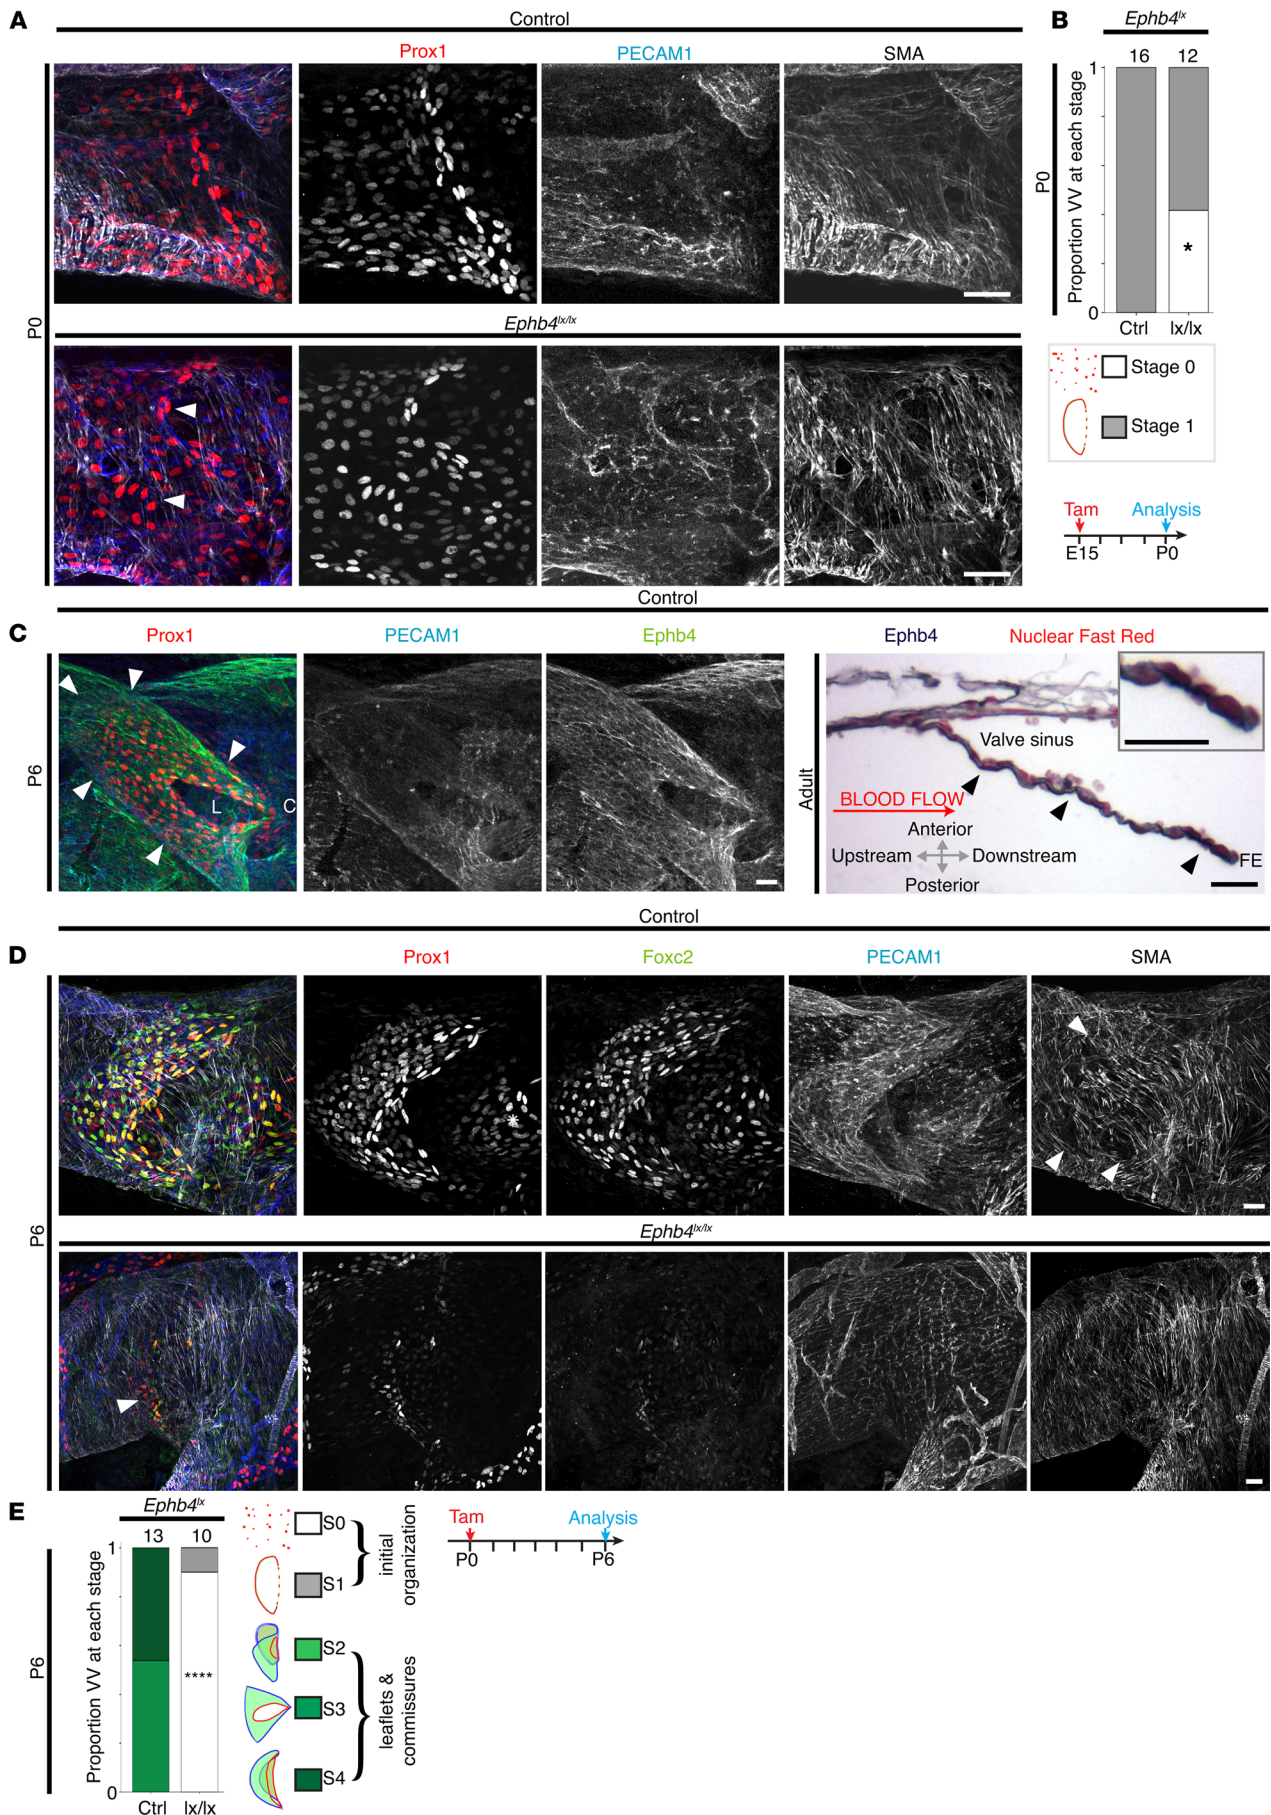 A
Control
Prox1
PECAM1
SMA
P0
Ephb4lx/lx
B
Ephb4lx
16
12
1
Proportion VV at each stage
P0
*
0
Ctrl
lx/lx
Stage 0
Stage 1
Tam
Analysis
E15
P0
Control
C
Prox1
PECAM1
Ephb4
P6
L
C
Ephb4
Nuclear Fast Red
Adult
Valve sinus
BLOOD FLOW
Anterior
Upstream
Downstream
Posterior
FE
Control
D
Prox1
Foxc2
PECAM1
SMA
*
P6
Ephb4lx/lx
E
Ephb4lx
13
10
1
Proportion VV at each stage
P6
****
0
Ctrl
lx/lx
S0
S1
initial
organization
S2
S3
S4
leaflets &
commissures
Tam
Analysis
P0
P6